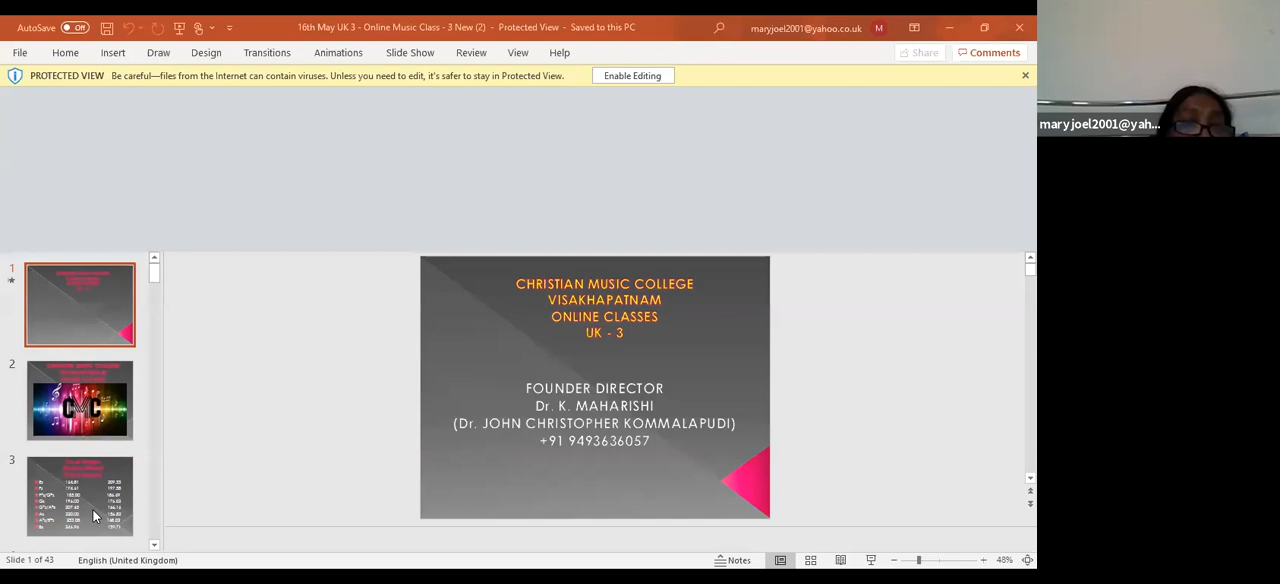 AutoSave Off
16th May UK 3 - Online Music Class - 3 New (2) - Protected View - Saved to this PC
maryjoel2001@yahoo.co.uk M
File Home Insert Draw Design Transitions Animations Slide Show Review View Help
Share Comments
PROTECTED VIEW Be careful—files from the Internet can contain viruses. Unless you need to edit, it's safer to stay in Protected View. Enable Editing
maryjoel2001@yah...
CHRISTIAN MUSIC COLLEGE
VISAKHAPATNAM
ONLINE CLASSES
UK - 3
FOUNDER DIRECTOR
Dr. K. MAHARISHI
(Dr. JOHN CHRISTOPHER KOMMALAPUDI)
+91 9493636057
1
2
CMC
3
Slide 1 of 43 English (United Kingdom)
Notes
48%